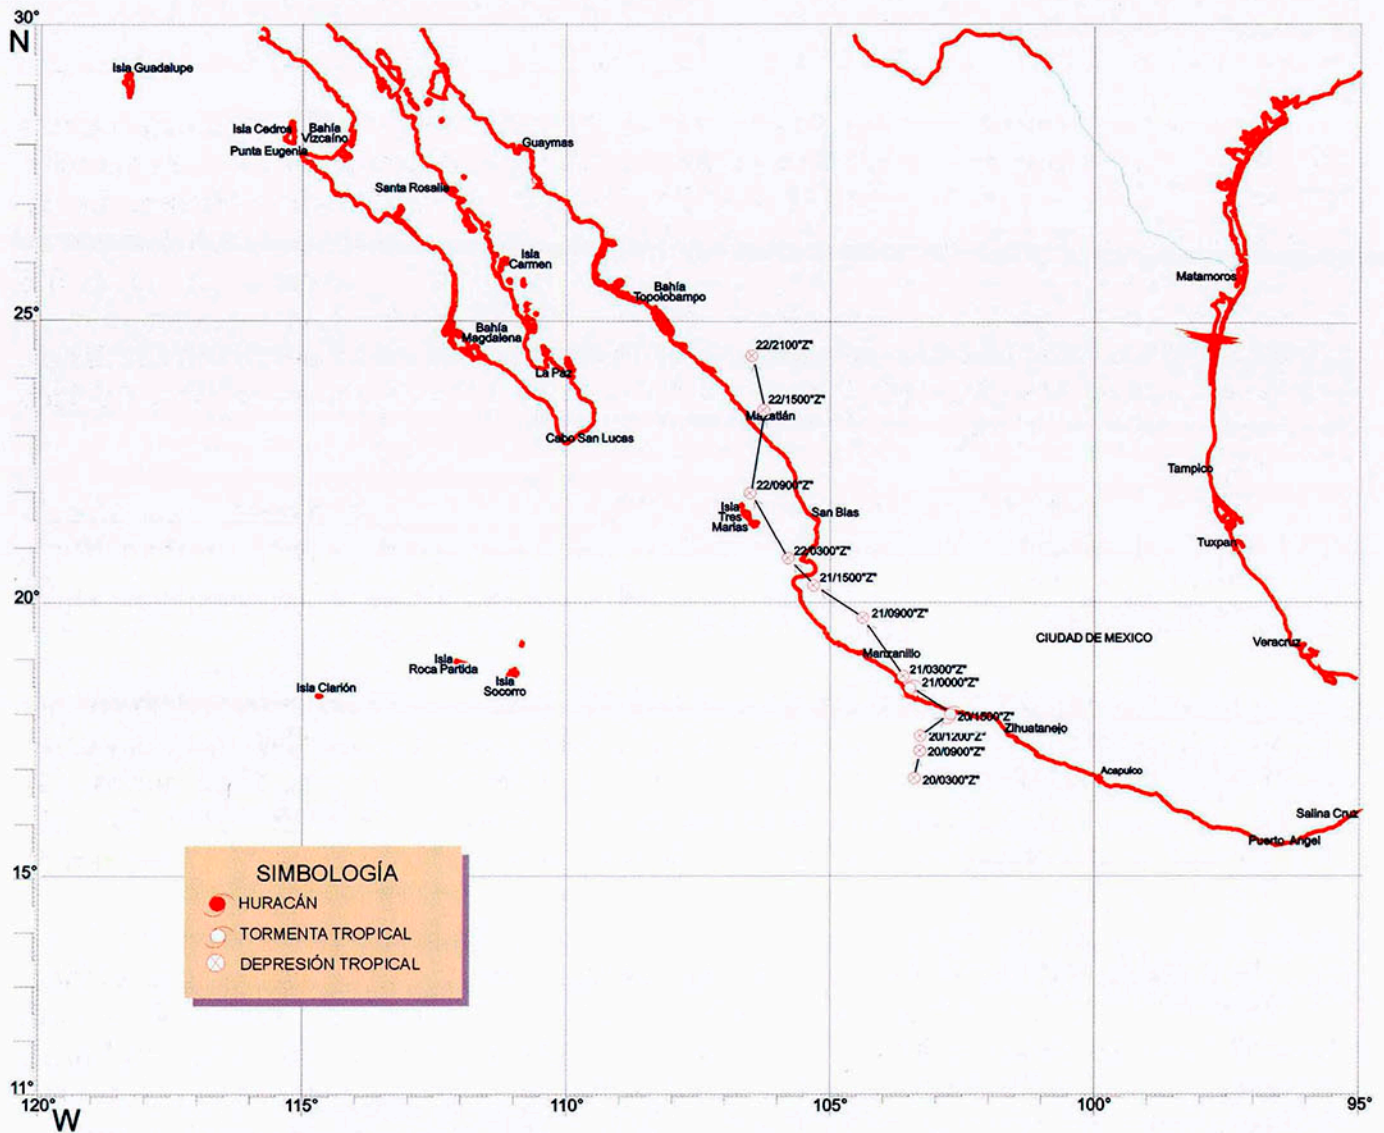 30°
N
Isla Guadalupe
Isla Cedros
Bahía
Vizcaíno
Punta Eugenia
Guaymas
Santa Rosalia
Isla
Carmen
Matamoros
Bahía
Topolobampo
25°
Bahía
Magdalena
22/2100"Z"
La Paz
22/1500"Z"
Mazatlán
Cabo San Lucas
Tampico
22/0900"Z"
Isla
Tres
Marias
San Blas
Tuxpan
22/0300"Z"
21/1500"Z"
20°
21/0900"Z"
CIUDAD DE MEXICO
Veracruz
Manzanillo
Isla
Roca Partida
21/0300"Z"
21/0000"Z"
Isla Clarión
Isla
Socorro
20/1500"Z"
Zihuatanejo
20/1200"Z"
20/0900"Z"
Acapulco
20/0300"Z"
Salina Cruz
Puerto Angel
15°
SIMBOLOGÍA
HURACÁN
TORMENTA TROPICAL
DEPRESIÓN TROPICAL
11°
120°
115°
110°
105°
100°
95°
W